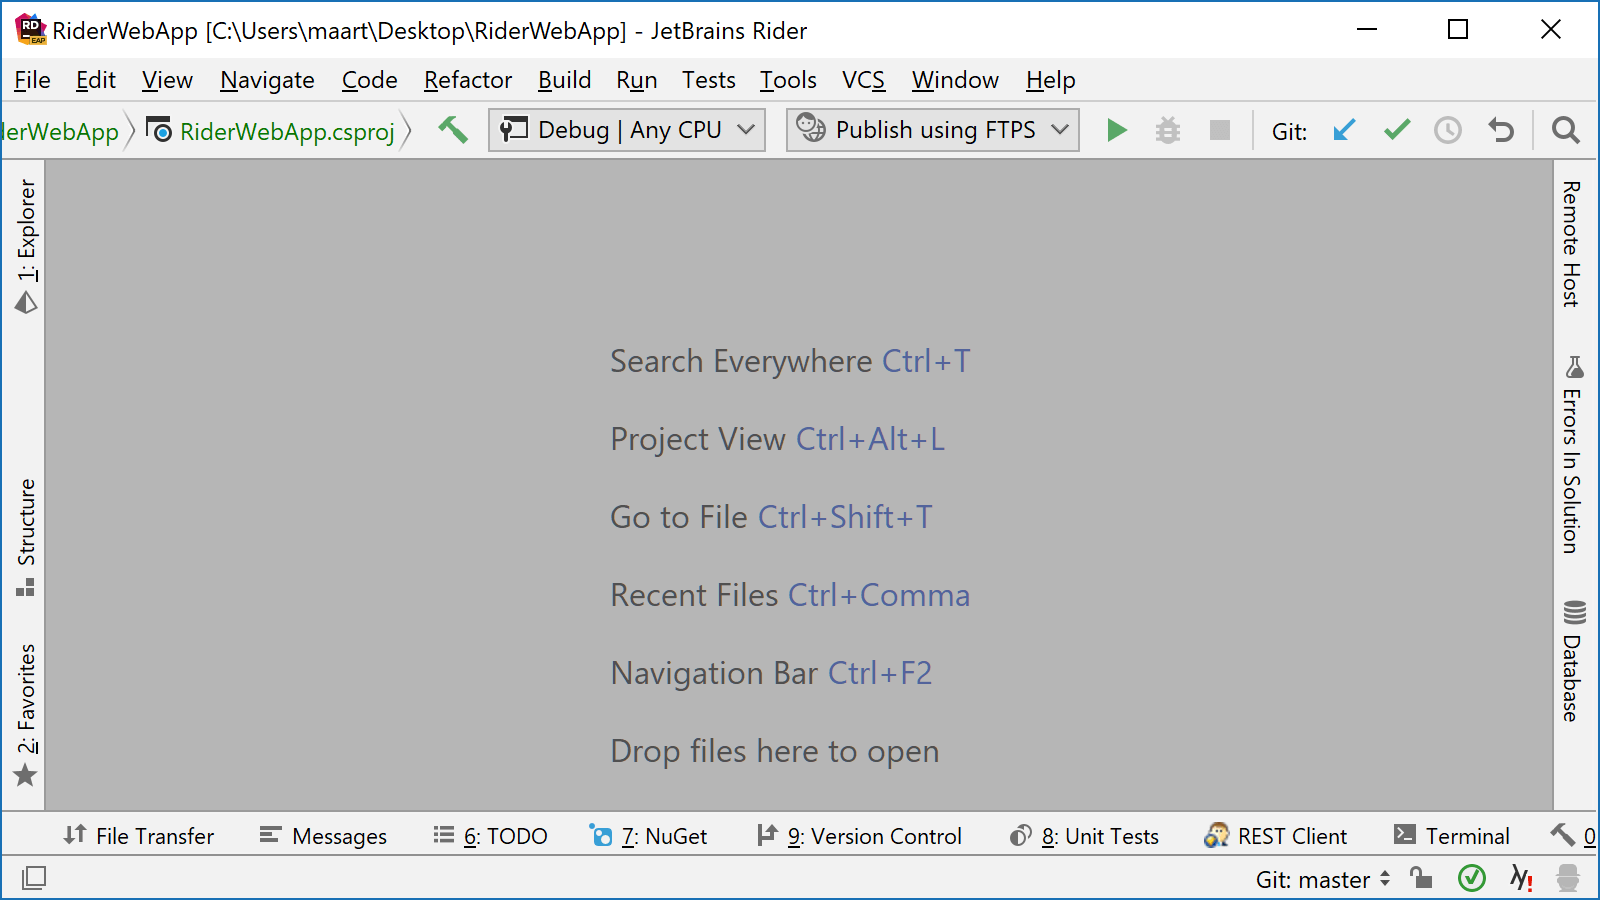 RD
EAP
RiderWebApp [C:\Users\maart\Desktop\RiderWebApp] - JetBrains Rider
File Edit View Navigate Code Refactor Build Run Tests Tools VCS Window Help
derWebApp RiderWebApp.csproj Debug | Any CPU Publish using FTPS Git:
1: Explorer
Structure
2: Favorites
Search Everywhere Ctrl+T
Project View Ctrl+Alt+L
Go to File Ctrl+Shift+T
Recent Files Ctrl+Comma
Navigation Bar Ctrl+F2
Drop files here to open
Remote Host
Errors In Solution
Database
File Transfer Messages 6: TODO 7: NuGet 9: Version Control 8: Unit Tests REST Client Terminal 0
Git: master